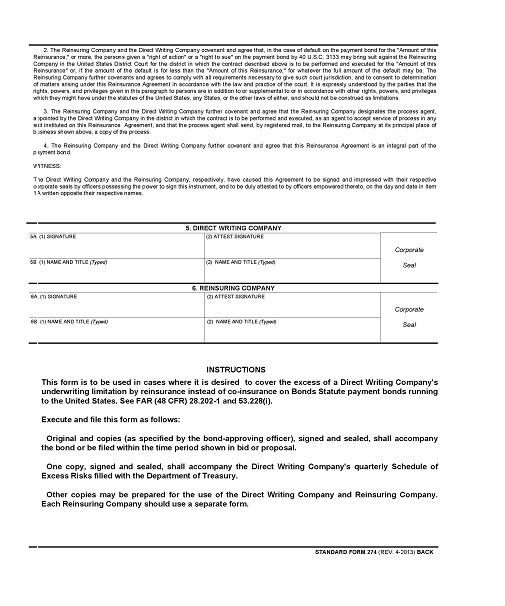 2. The Reinsuring Company and the Direct Writing Company covenant and agree that, in the case of default on the payment bond for the "Amount of this
Reinsurance," or more, the persons given a "right of action" or a "right to sue" on the payment bond by 40 U.S.C. 3133 may bring suit against the Reinsuring
Company in the United States District Court for the district in which the contract described above is to be performed and executed for the "Amount of this
Reinsurance" or, if the amount of the default is for less than the "Amount of this Reinsurance," for whatever the full amount of the default may be. The
Reinsuring Company further covenants and agrees to comply with all requirements necessary to give such court jurisdiction, and to consent to determination
of matters arising under this Reinsurance Agreement in accordance with the law and practice of the court. It is expressly understood by the parties that the
rights, powers, and privileges given in this paragraph to persons are in addition to or supplemental to or in accordance with other rights, powers, and privileges
which they might have under the statutes of the United States, any States, or the other laws of either, and should not be construed as limitations.
3. The Reinsuring Company and the Direct Writing Company further covenant and agree that the Reinsuring Company designates the process agent,
appointed by the Direct Writing Company in the district in which the contract is to be performed and executed, as an agent to accept service of process in any
suit instituted on this Reinsurance Agreement, and that the process agent shall send, by registered mail, to the Reinsuring Company at its principal place of
business shown above, a copy of the process.
4. The Reinsuring Company and the Direct Writing Company further covenant and agree that this Reinsurance Agreement is an integral part of the
payment bond.
WITNESS:
The Direct Writing Company and the Reinsuring Company, respectively, have caused this Agreement to be signed and impressed with their respective
corporate seals by officers possessing the power to sign this instrument, and to be duly attested to by officers empowered thereto, on the day and date in Item
1A written opposite their respective names.
5. DIRECT WRITING COMPANY
5A. (1) SIGNATURE
(2) ATTEST SIGNATURE
Corporate
Seal
5B. (1) NAME AND TITLE (Typed)
(2) NAME AND TITLE (Typed)
6. REINSURING COMPANY
6A. (1) SIGNATURE
(2) ATTEST SIGNATURE
Corporate
Seal
6B. (1) NAME AND TITLE (Typed)
(2) NAME AND TITLE (Typed)
INSTRUCTIONS
This form is to be used in cases where it is desired to cover the excess of a Direct Writing Company's
underwriting limitation by reinsurance instead of co-insurance on Bonds Statute payment bonds running
to the United States. See FAR (48 CFR) 28.202-1 and 53.228(i).
Execute and file this form as follows:
Original and copies (as specified by the bond-approving officer), signed and sealed, shall accompany
the bond or be filed within the time period shown in bid or proposal.
One copy, signed and sealed, shall accompany the Direct Writing Company's quarterly Schedule of
Excess Risks filled with the Department of Treasury.
Other copies may be prepared for the use of the Direct Writing Company and Reinsuring Company.
Each Reinsuring Company should use a separate form.
STANDARD FORM 274 (REV. 4-2013) BACK